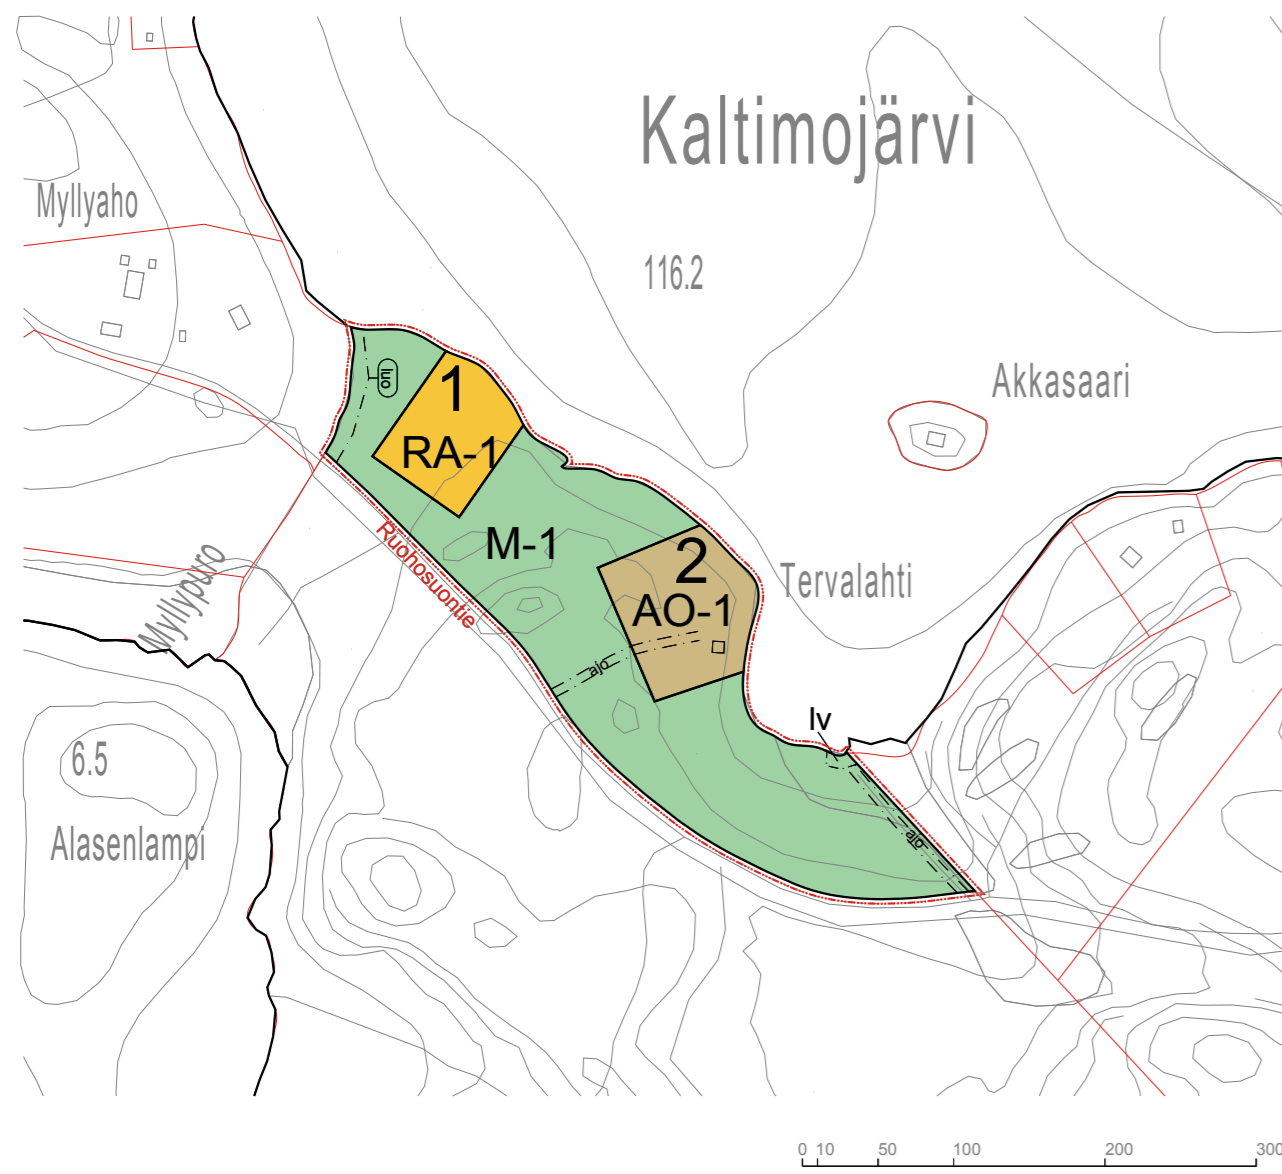 Kaltimojärvi
Myllyaho
116.2
Akkasaari
luo
1
RA-1
M-1
Ruohosuontie
2
AO-1
Tervalahti
Myllypuro
ajo
lv
6.5
Alasenlampi
ajo
0 10 50 100 200 300